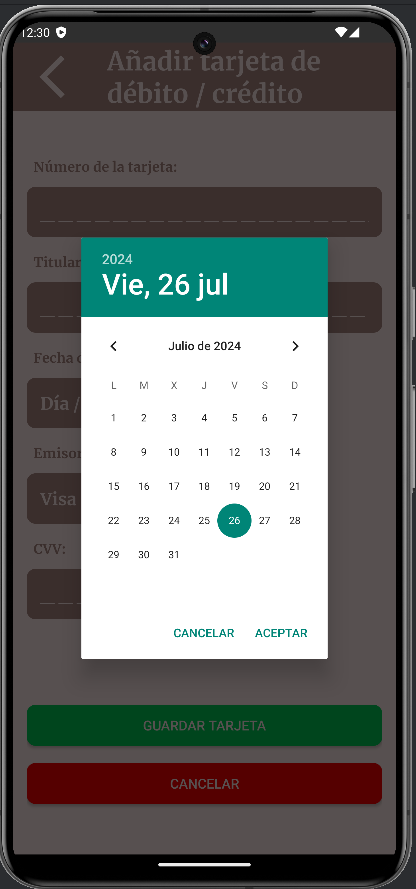 12:30
Añadir tarjeta de
débito / crédito
Número de la tarjeta:
Titular
Fecha
Día /
Emisor
Visa
CVV:
2024
Vie, 26 jul
Julio de 2024
L M X J V S D
1 2 3 4 5 6 7
8 9 10 11 12 13 14
15 16 17 18 19 20 21
22 23 24 25 26 27 28
29 30 31
CANCELAR ACEPTAR
GUARDAR TARJETA
CANCELAR